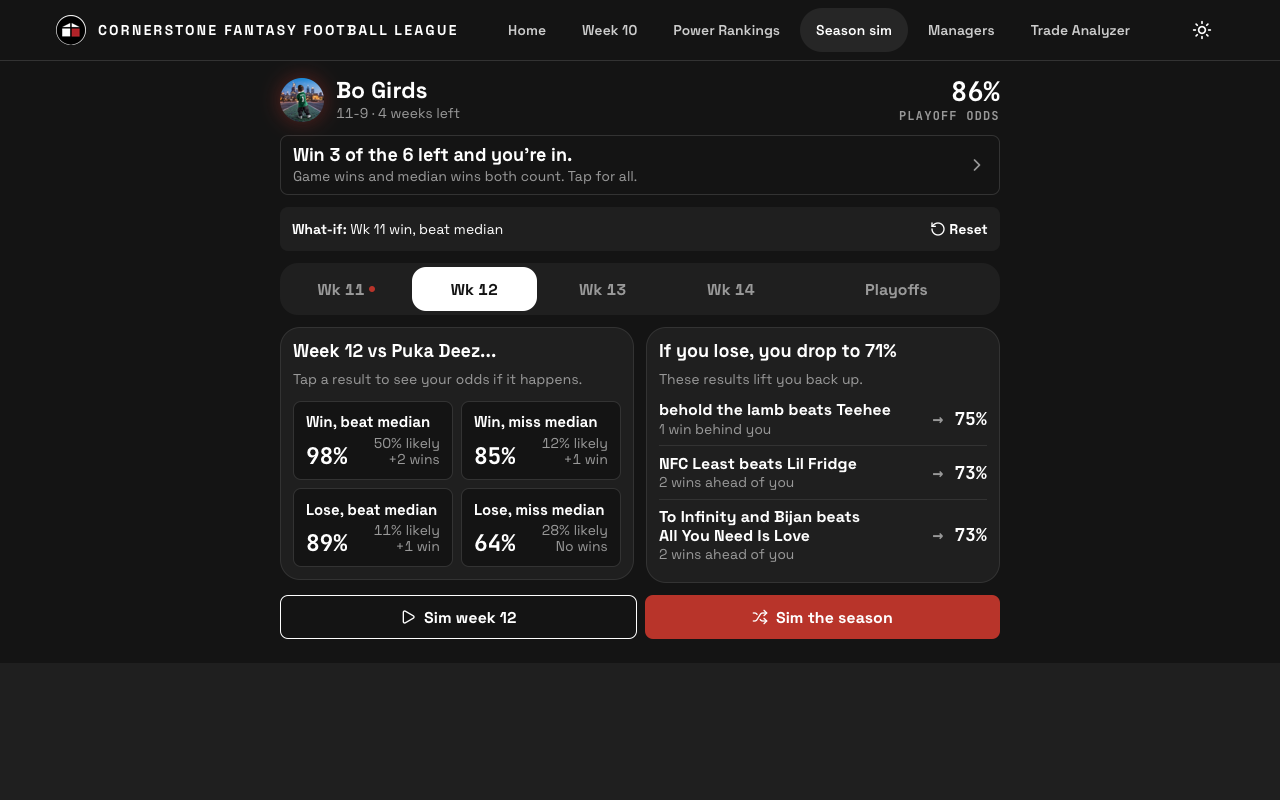 CORNERSTONE FANTASY FOOTBALL LEAGUE
Home
Week 10
Power Rankings
Season sim
Managers
Trade Analyzer
Bo Girds
11-9 · 4 weeks left
86%
PLAYOFF ODDS
Win 3 of the 6 left and you’re in.
Game wins and median wins both count. Tap for all.
What-if: Wk 11 win, beat median
Reset
Wk 11
Wk 12
Wk 13
Wk 14
Playoffs
Week 12 vs Puka Deez...
Tap a result to see your odds if it happens.
Win, beat median
98%
50% likely
+2 wins
Win, miss median
85%
12% likely
+1 win
Lose, beat median
89%
11% likely
+1 win
Lose, miss median
64%
28% likely
No wins
If you lose, you drop to 71%
These results lift you back up.
behold the lamb beats Teehee
1 win behind you
→ 75%
NFC Least beats Lil Fridge
2 wins ahead of you
→ 73%
To Infinity and Bijan beats
All You Need Is Love
2 wins ahead of you
→ 73%
Sim week 12
Sim the season